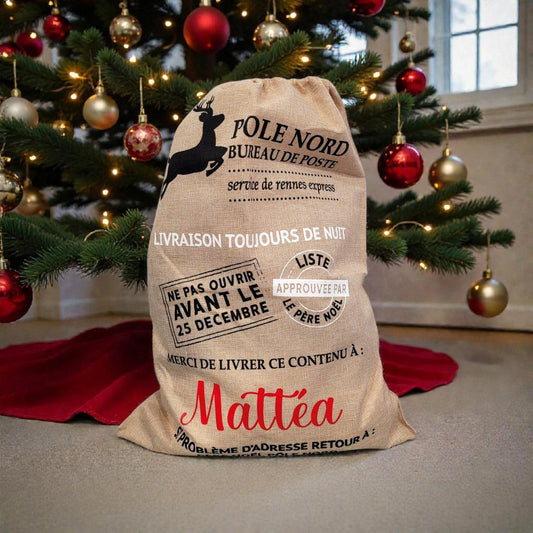 POLE NORD
BUREAU DE POSTE
service de rennes express
LIVRAISON TOUJOURS DE NUIT
NE PAS OUVRIR
AVANT LE
25 DECEMBRE
LISTE
APPROUVÉE PAR
LE PÈRE NOËL
MERCI DE LIVRER CE CONTENU À :
Mattéa
SI PROBLÈME D'ADRESSE RETOUR À :